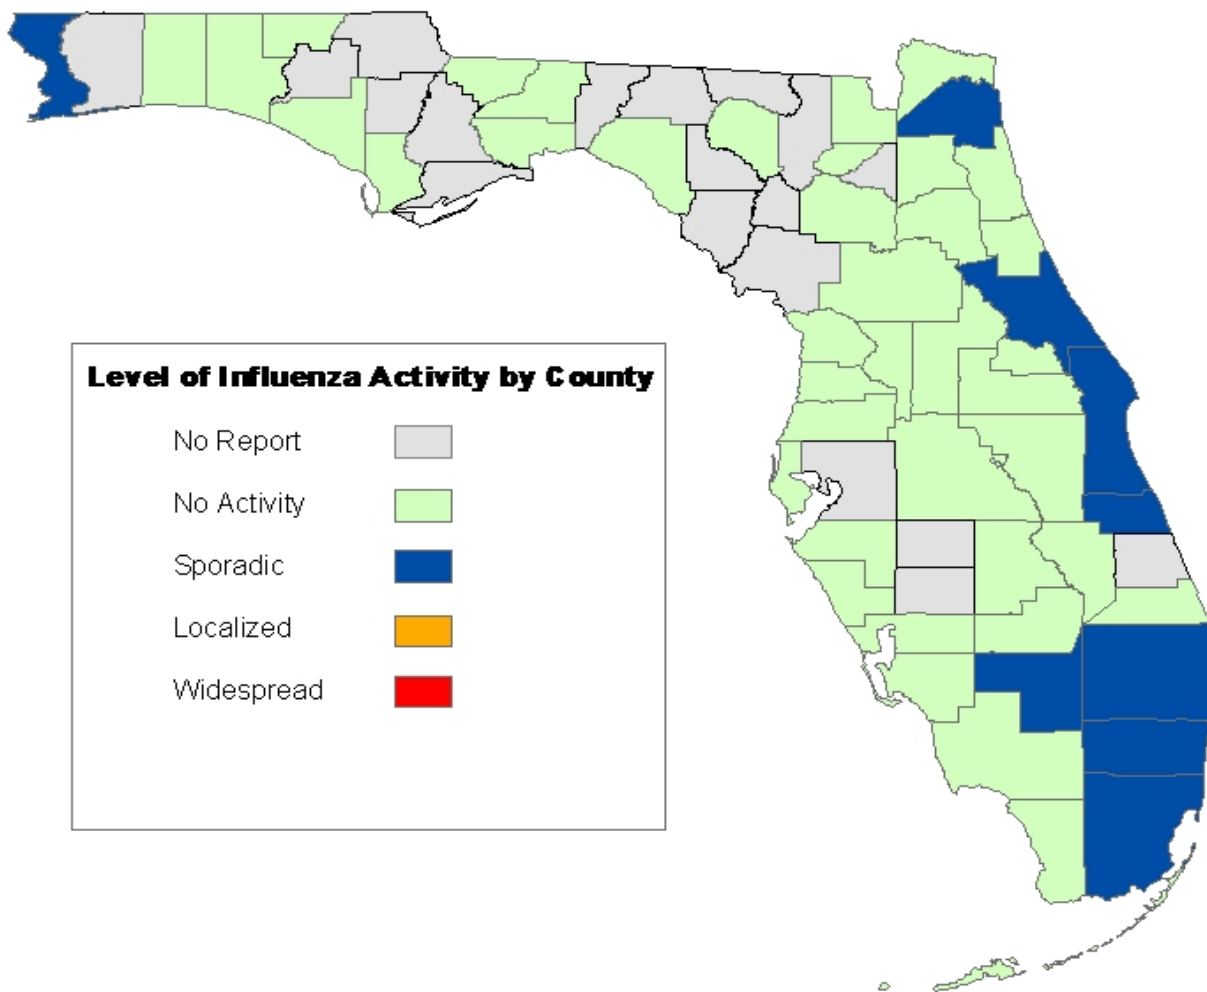 Level of Influenza Activity by County
No Report
No Activity
Sporadic
Localized
Widespread